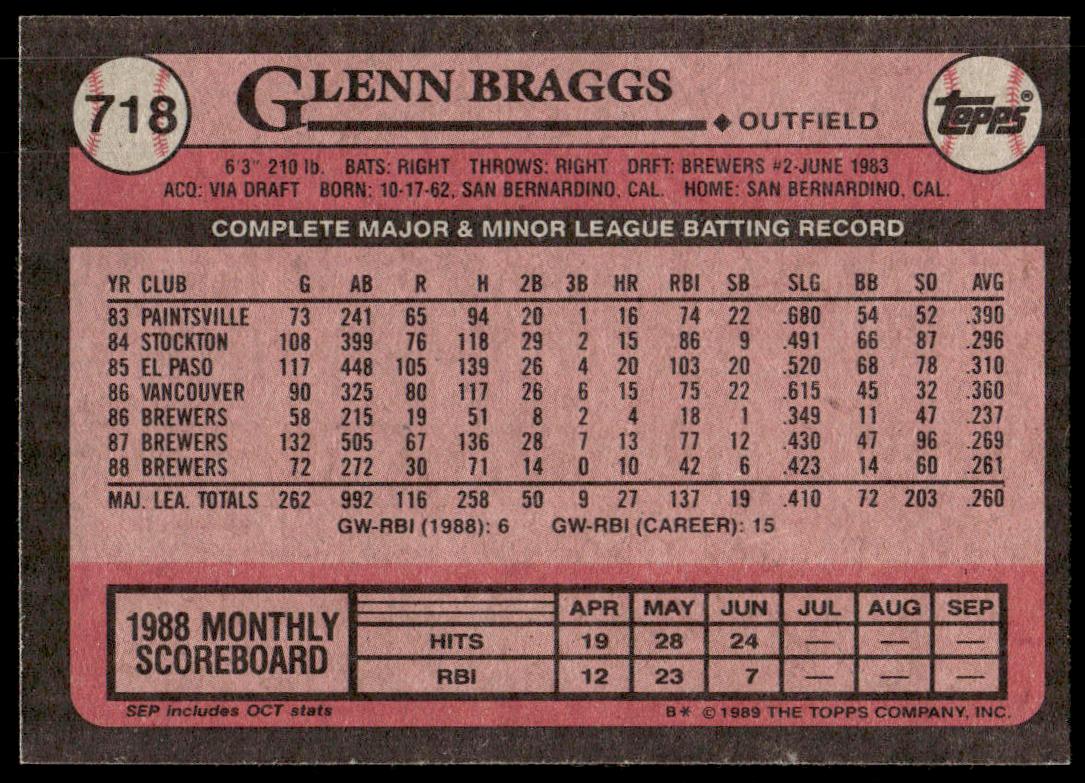 718
GLENN BRAGGS
◆ OUTFIELD
TOPPS®
6'3" 210 lb. BATS: RIGHT THROWS: RIGHT DRFT: BREWERS #2-JUNE 1983
ACQ: VIA DRAFT BORN: 10-17-62, SAN BERNARDINO, CAL. HOME: SAN BERNARDINO, CAL.
COMPLETE MAJOR & MINOR LEAGUE BATTING RECORD
YR CLUB G AB R H 2B 3B HR RBI SB SLG BB SO AVG
83 PAINTSVILLE 73 241 65 94 20 1 16 74 22 .680 54 52 .390
84 STOCKTON 108 399 76 118 29 2 15 86 9 .491 66 87 .296
85 EL PASO 117 448 105 139 26 4 20 103 20 .520 68 78 .310
86 VANCOUVER 90 325 80 117 26 6 15 75 22 .615 45 32 .360
86 BREWERS 58 215 19 51 8 2 4 18 1 .349 11 47 .237
87 BREWERS 132 505 67 136 28 7 13 77 12 .430 47 96 .269
88 BREWERS 72 272 30 71 14 0 10 42 6 .423 14 60 .261
MAJ. LEA. TOTALS 262 992 116 258 50 9 27 137 19 .410 72 203 .260
GW-RBI (1988): 6 GW-RBI (CAREER): 15
1988 MONTHLY
SCOREBOARD
APR MAY JUN JUL AUG SEP
HITS 19 28 24 — — —
RBI 12 23 7 — — —
SEP includes OCT stats
B* © 1989 THE TOPPS COMPANY, INC.